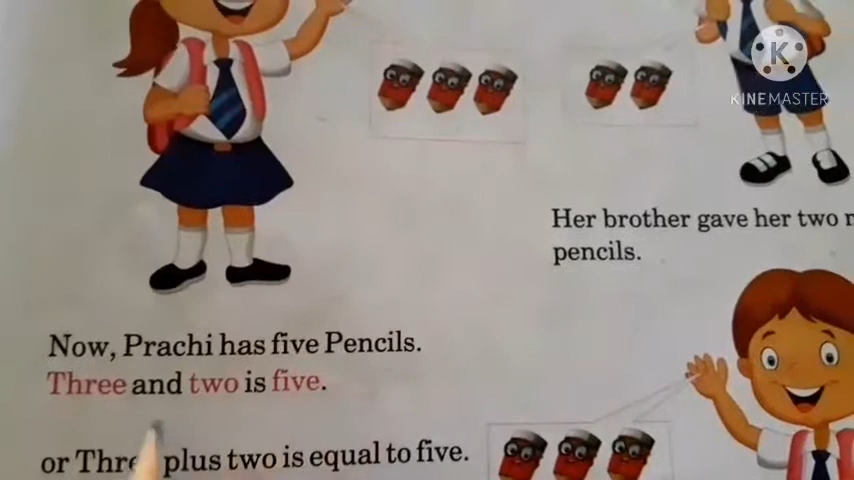 KINEMASTER
Her brother gave her two
pencils.
Now, Prachi has five Pencils.
Three and two is five.
or plus two is equal to five.